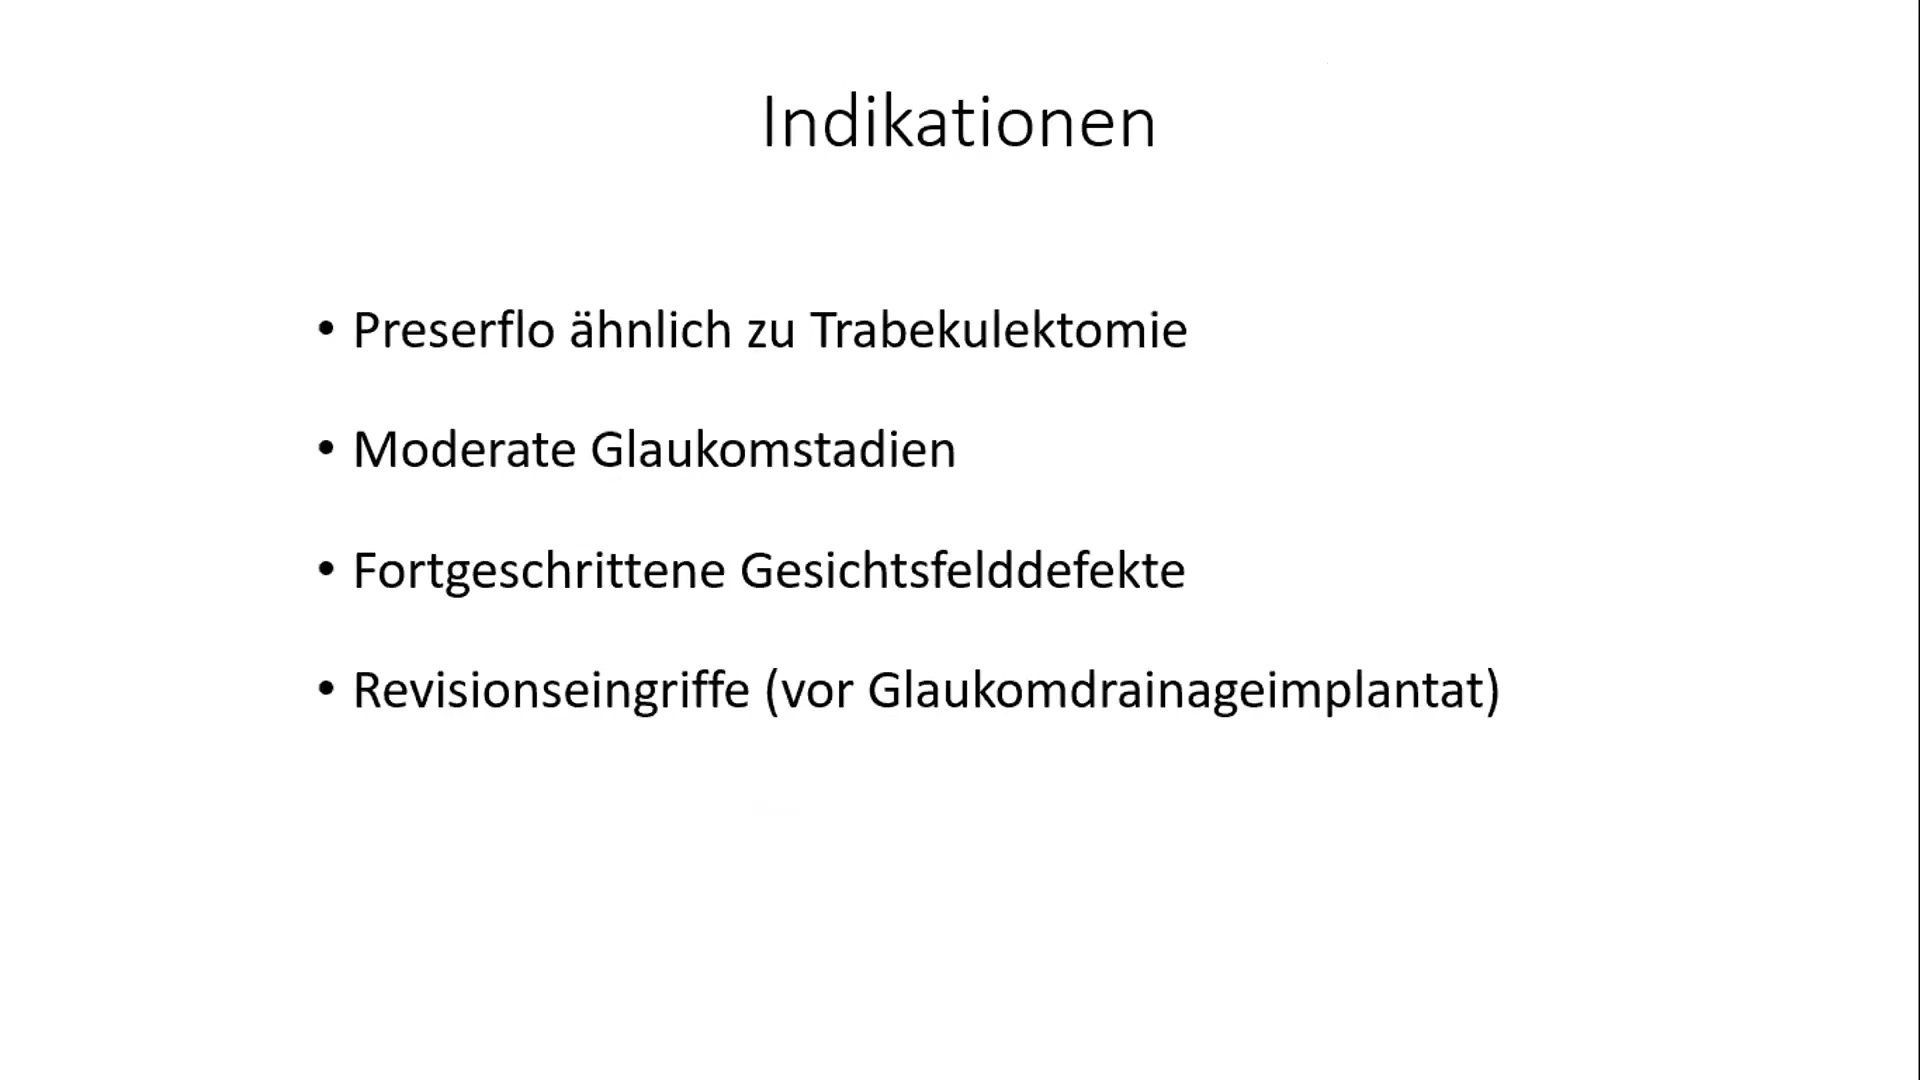 Indikationen
• Preserflo ähnlich zu Trabekulektomie
• Moderate Glaukomstadien
• Fortgeschrittene Gesichtsfelddefekte
• Revisionseingriffe (vor Glaukomdrainageimplantat)